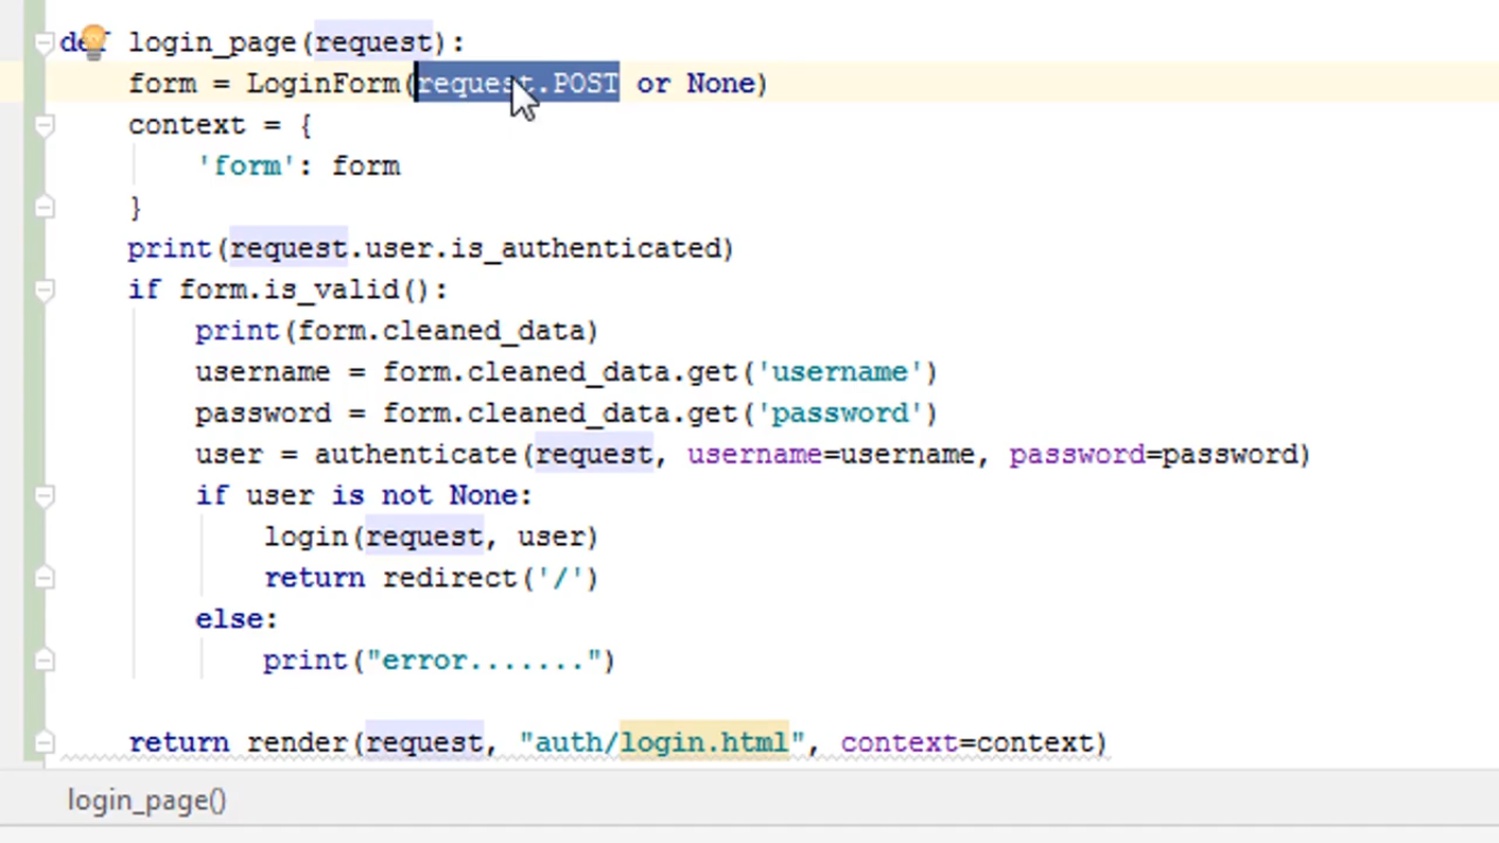 def login_page(request):
form = LoginForm(request.POST or None)
context = {
'form': form
}
print(request.user.is_authenticated)
if form.is_valid():
print(form.cleaned_data)
username = form.cleaned_data.get('username')
password = form.cleaned_data.get('password')
user = authenticate(request, username=username, password=password)
if user is not None:
login(request, user)
return redirect('/')
else:
print("error.......")
return render(request, "auth/login.html", context=context)
login_page()